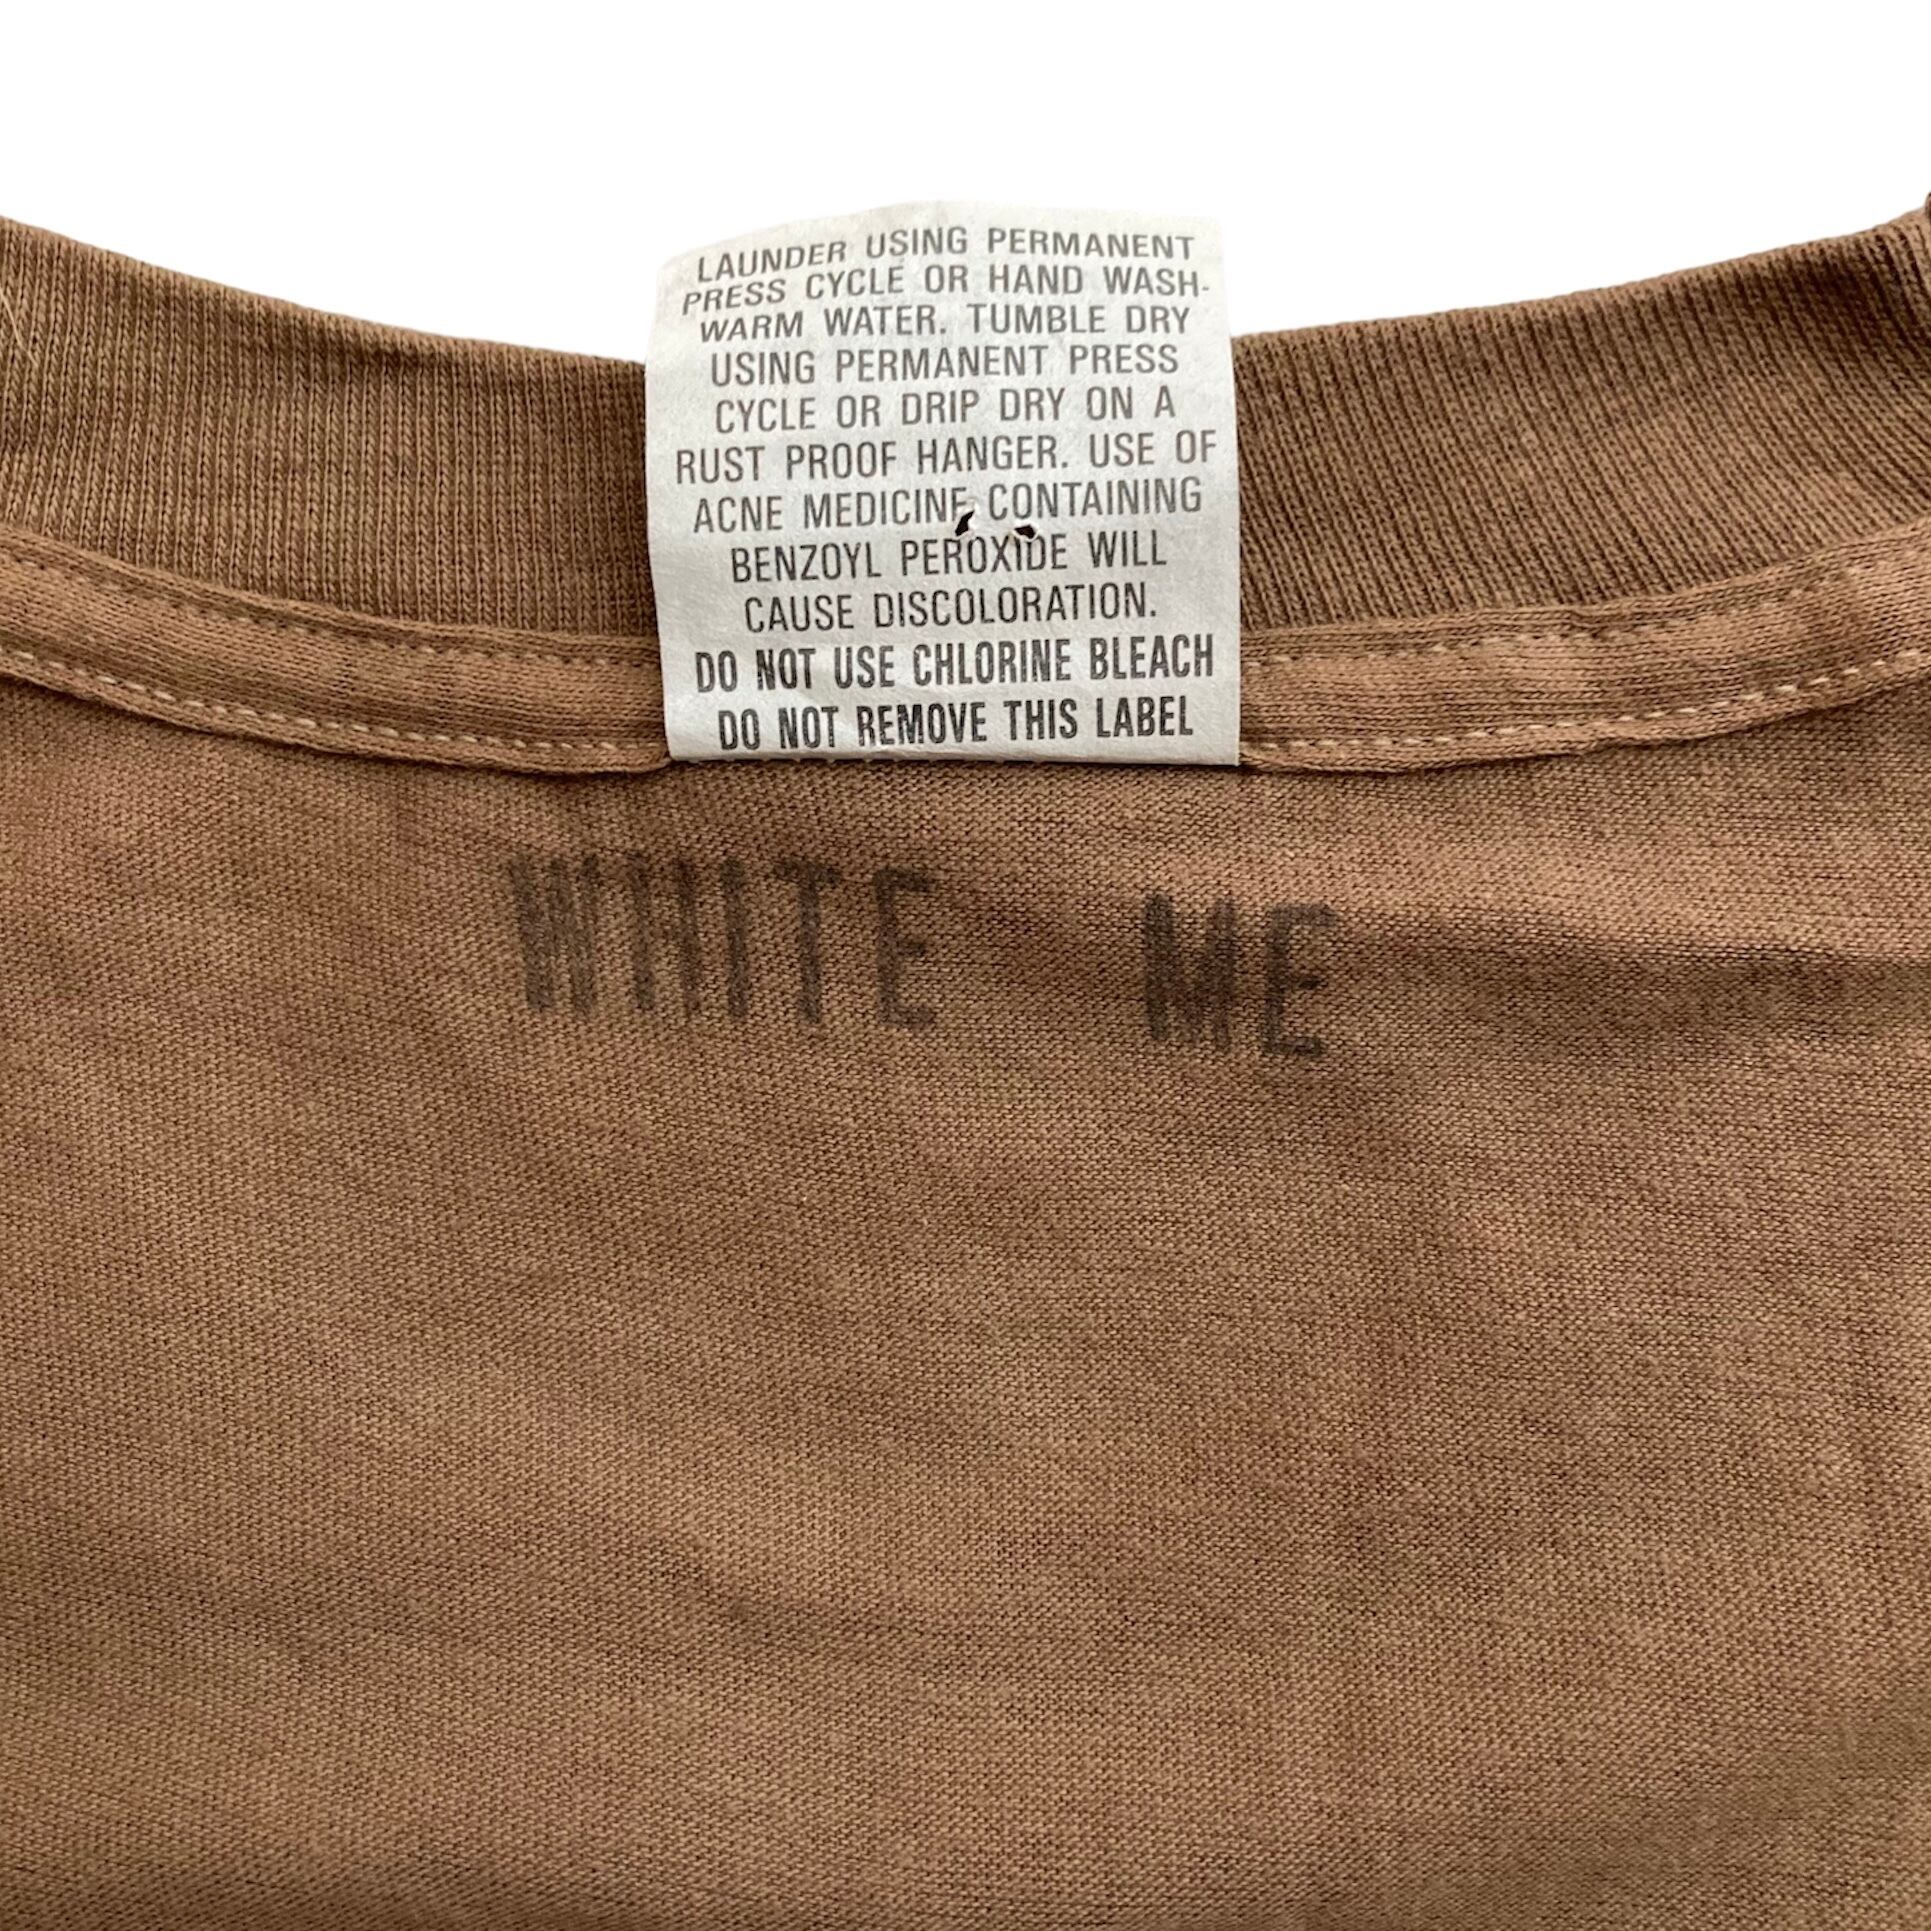 LAUNDER USING PERMANENT
PRESS CYCLE OR HAND WASH-
WARM WATER. TUMBLE DRY
USING PERMANENT PRESS
CYCLE OR DRIP DRY ON A
RUST PROOF HANGER. USE OF
ACNE MEDICINE CONTAINING
BENZOYL PEROXIDE WILL
CAUSE DISCOLORATION.
DO NOT USE CHLORINE BLEACH
DO NOT REMOVE THIS LABEL
WHITE ME